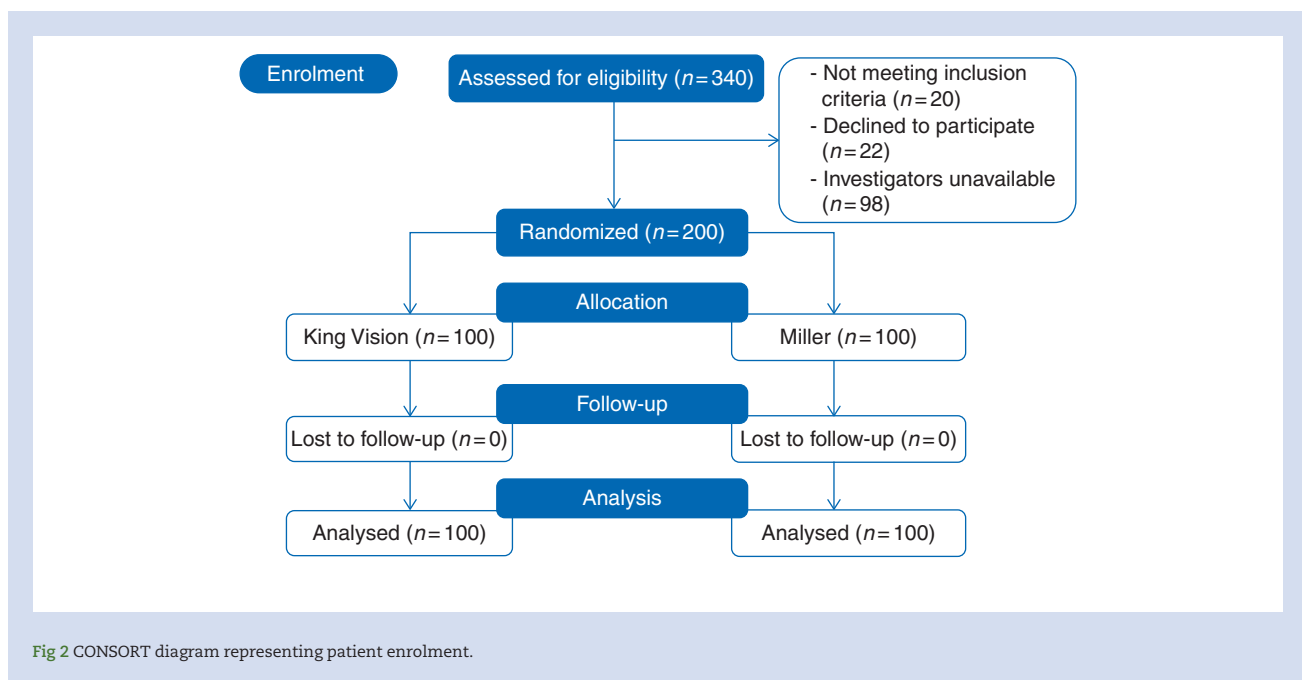 Enrolment
Assessed for eligibility (n=340)
- Not meeting inclusion
criteria (n=20)
- Declined to participate
(n=22)
- Investigators unavailable
(n=98)
Randomized (n=200)
Allocation
King Vision (n=100)
Miller (n=100)
Follow-up
Lost to follow-up (n=0)
Lost to follow-up (n=0)
Analysis
Analysed (n=100)
Analysed (n=100)
Fig 2 CONSORT diagram representing patient enrolment.